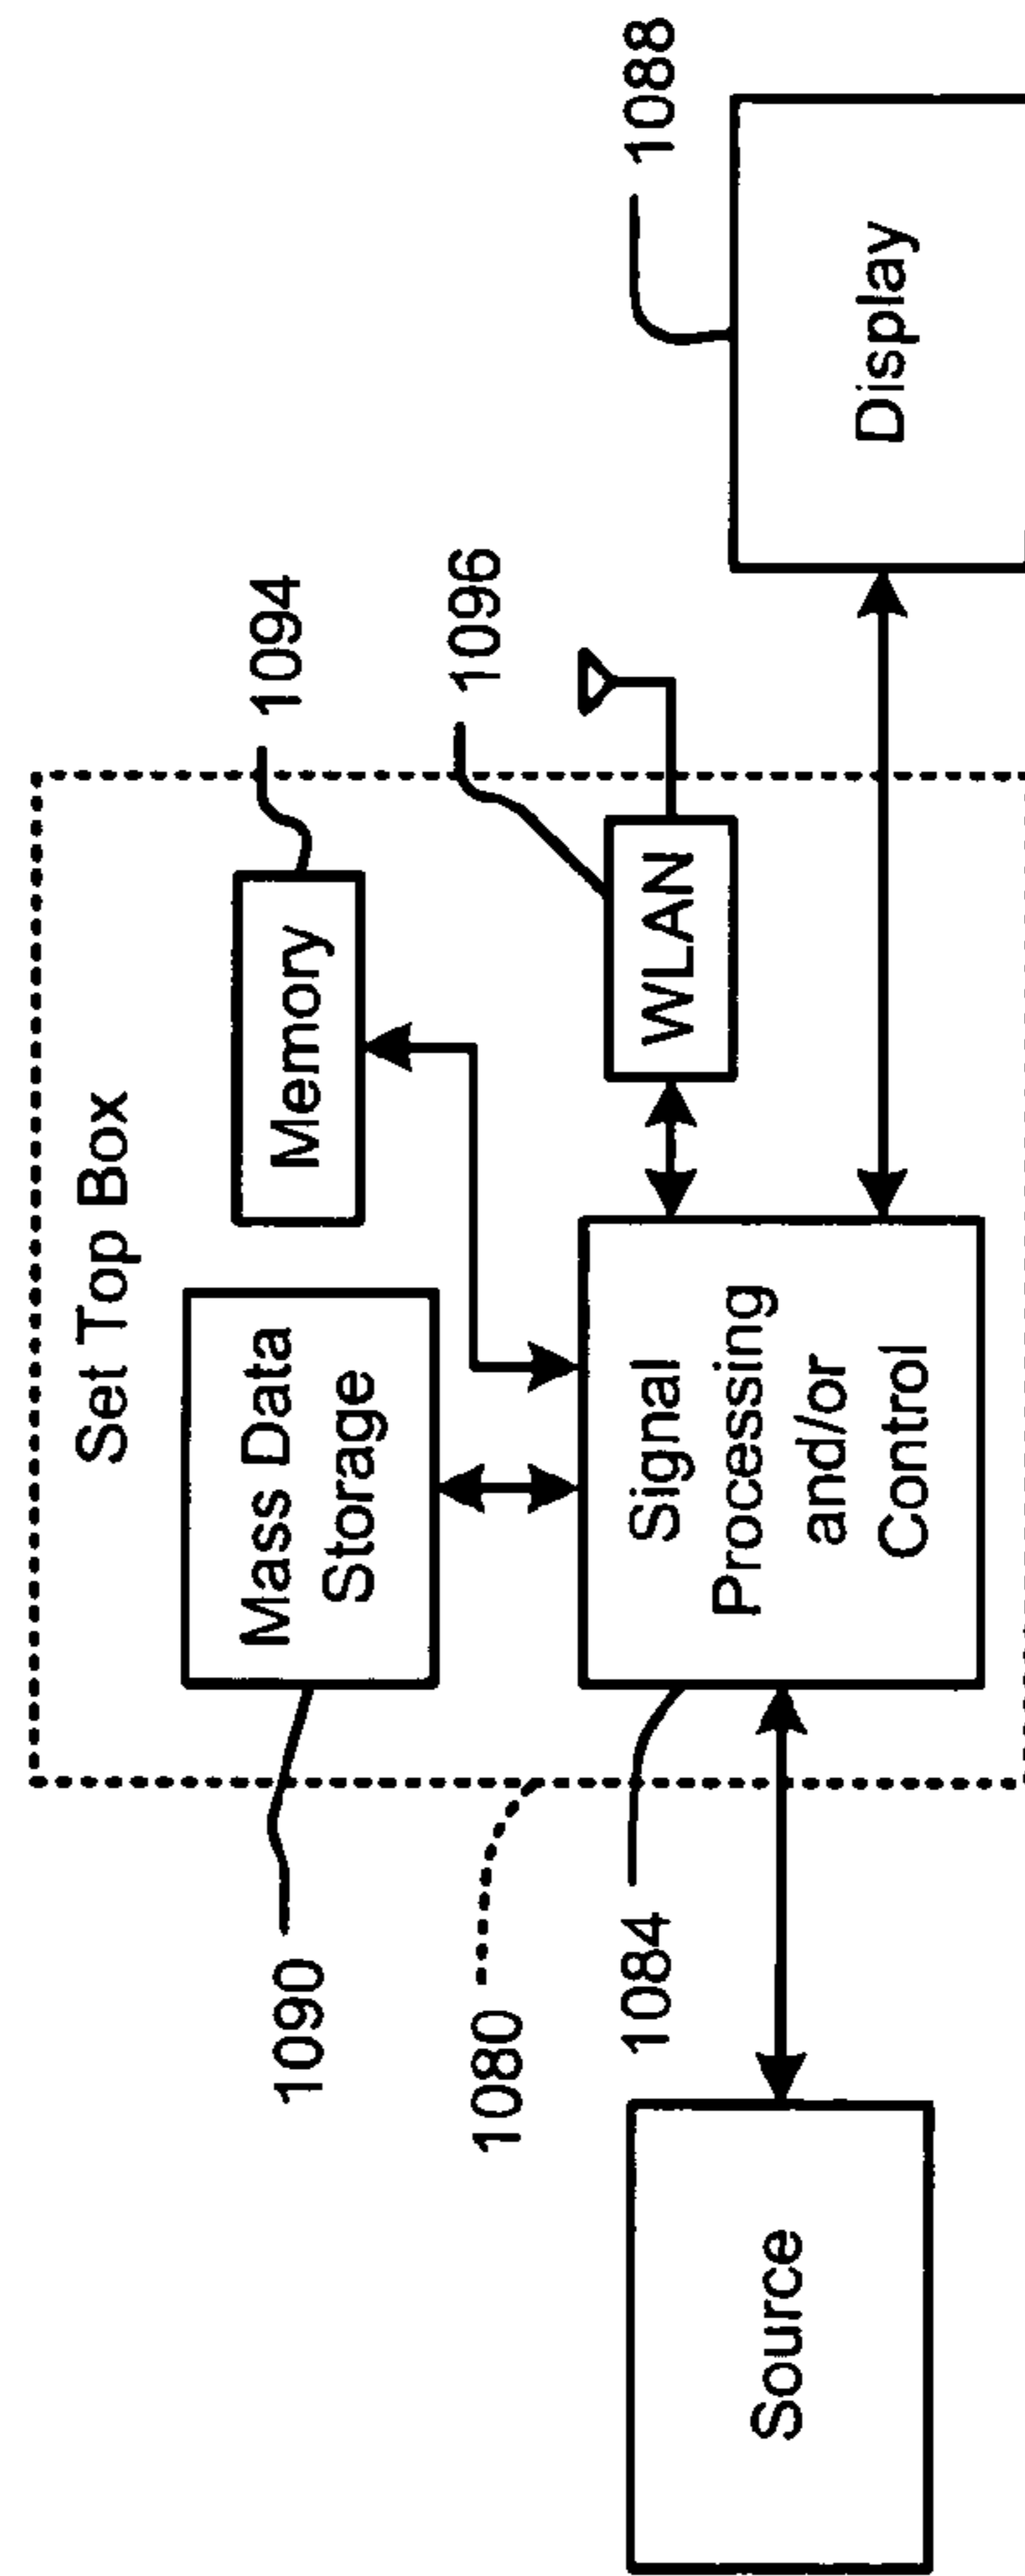 1090
1080
1084
Source
Set Top Box
Mass Data
Storage
Memory
1094
Signal
Processing
and/or
Control
WLAN
1096
Display
1088